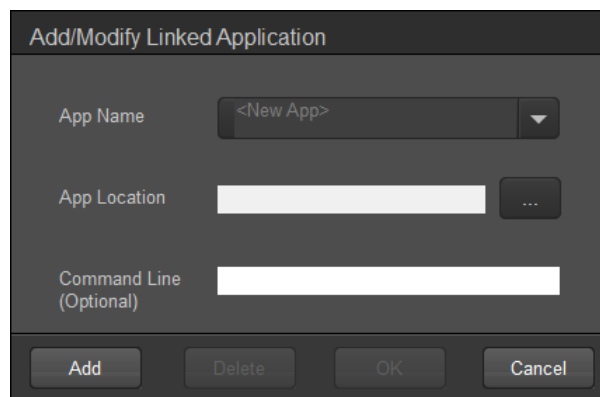 Add/Modify Linked Application
App Name
<New App>
App Location
...
Command Line
(Optional)
Add
Delete
OK
Cancel